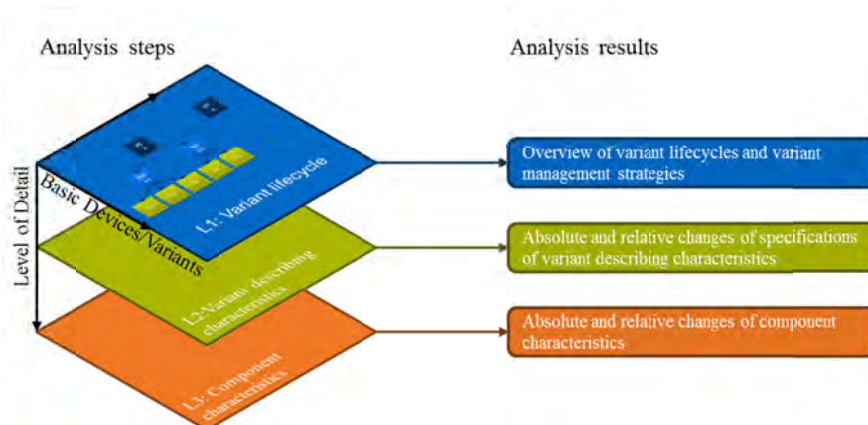 Analysis steps
Analysis results
Level of Detail
Basic Devices/Variants
L1: Variant lifecycle
Overview of variant lifecycles and variant
management strategies
L2:Variant describing
characteristics
Absolute and relative changes of specifications
of variant describing characteristics
L3: Component
characteristics
Absolute and relative changes of component
characteristics